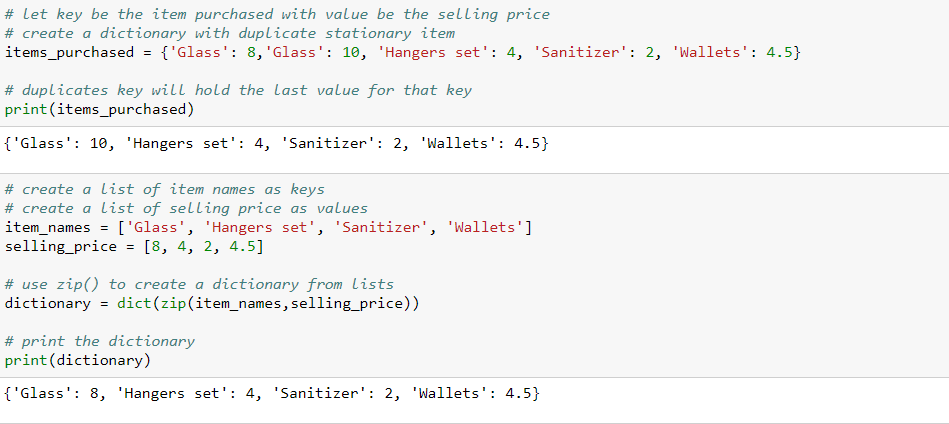 # let key be the item purchased with value be the selling price
# create a dictionary with duplicate stationary item
items_purchased = {'Glass': 8,'Glass': 10, 'Hangers set': 4, 'Sanitizer': 2, 'Wallets': 4.5}
# duplicates key will hold the last value for that key
print(items_purchased)
{'Glass': 10, 'Hangers set': 4, 'Sanitizer': 2, 'Wallets': 4.5}
# create a list of item names as keys
# create a list of selling price as values
item_names = ['Glass', 'Hangers set', 'Sanitizer', 'Wallets']
selling_price = [8, 4, 2, 4.5]
# use zip() to create a dictionary from lists
dictionary = dict(zip(item_names,selling_price))
# print the dictionary
print(dictionary)
{'Glass': 8, 'Hangers set': 4, 'Sanitizer': 2, 'Wallets': 4.5}